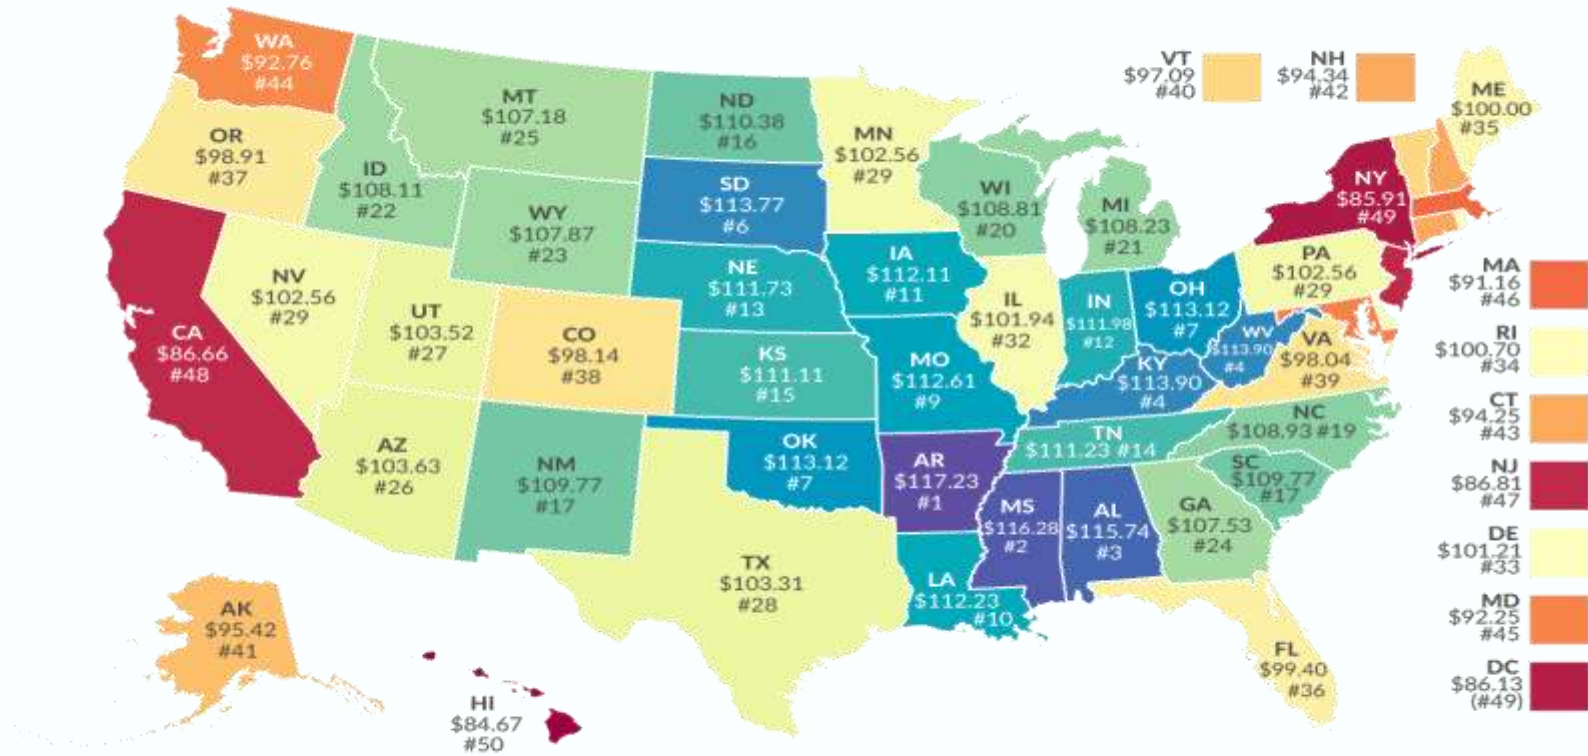 WA
$92.76
#44
OR
$98.91
#37
CA
$86.66
#48
NV
$102.56
#29
ID
$108.11
#22
MT
$107.18
#25
WY
$107.87
#23
UT
$103.52
#27
AZ
$103.63
#26
CO
$98.14
#38
NM
$109.77
#17
ND
$110.38
#16
SD
$113.77
#6
NE
$111.73
#13
KS
$111.11
#15
OK
$113.12
#7
TX
$103.31
#28
MN
$102.56
#29
IA
$112.11
#11
MO
$112.61
#9
AR
$117.23
#1
LA
$112.23
#10
WI
$108.81
#20
IL
$101.94
#32
MI
$108.23
#21
IN
$111.98
#12
OH
$113.12
#7
KY
$113.90
#4
WV
$113.90
#4
TN
$111.23 #14
MS
$116.28
#2
AL
$115.74
#3
GA
$107.53
#24
FL
$99.40
#36
SC
$109.77
#17
NC
$108.93 #19
VA
$98.04
#39
PA
$102.56
#29
NY
$85.91
#49
VT
$97.09
#40
NH
$94.34
#42
ME
$100.00
#35
MA
$91.16
#46
RI
$100.70
#34
CT
$94.25
#43
NJ
$86.81
#47
DE
$101.21
#33
MD
$92.25
#45
DC
$86.13
(#49)
AK
$95.42
#41
HI
$84.67
#50